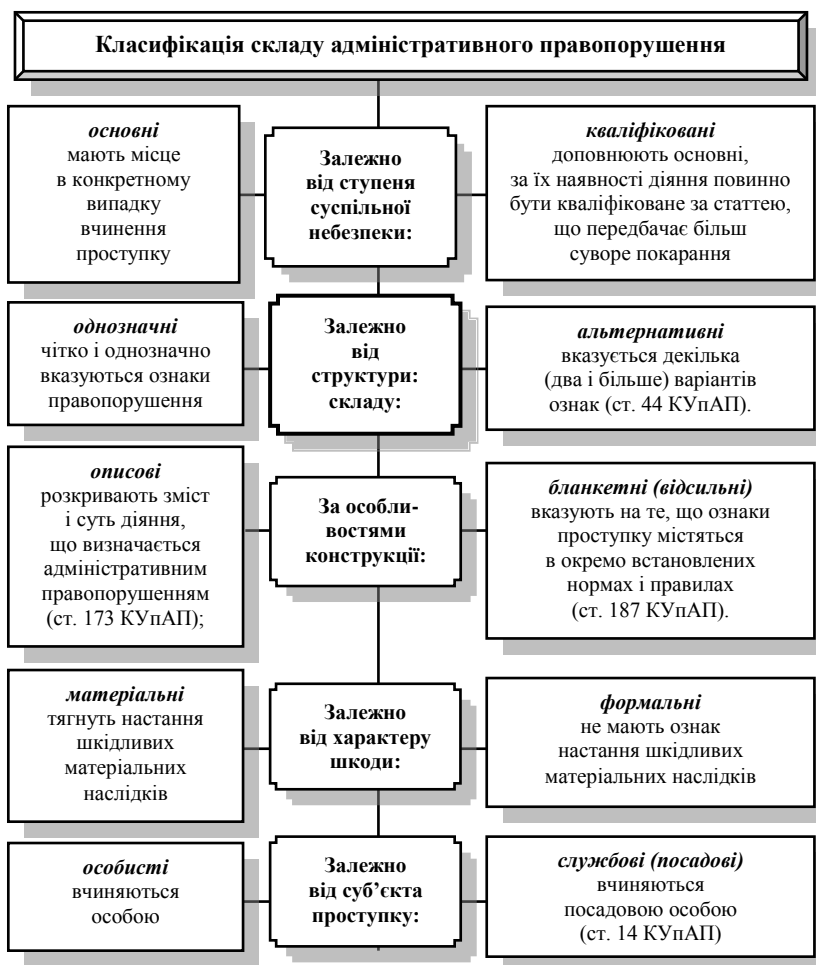 Класифікація складу адміністративного правопорушення
основні
мають місце
в конкретному
випадку
вчинення
проступку
Залежно
від ступеня
суспільної
небезпеки:
кваліфіковані
доповнюють основні,
за їх наявності діяння повинно
бути кваліфіковане за статтею,
що передбачає більш
суворе покарання
однозначні
чітко і однозначно
вказуються ознаки
правопорушення
Залежно
від
структури:
складу:
альтернативні
вказується декілька
(два і більше) варіантів
ознак (ст. 44 КУпАП).
описові
розкривають зміст
і суть діяння,
що визначається
адміністративним
правопорушенням
(ст. 173 КУпАП);
За особли-
востями
конструкції:
бланкетні (відсильні)
вказують на те, що ознаки
проступку містяться
в окремо встановлених
нормах і правилах
(ст. 187 КУпАП).
матеріальні
тягнуть настання
шкідливих
матеріальних
наслідків
Залежно
від характеру
шкоди:
формальні
не мають ознак
настання шкідливих
матеріальних наслідків
особисті
вчиняються
особою
Залежно
від суб’єкта
проступку:
службові (посадові)
вчиняються
посадовою особою
(ст. 14 КУпАП)